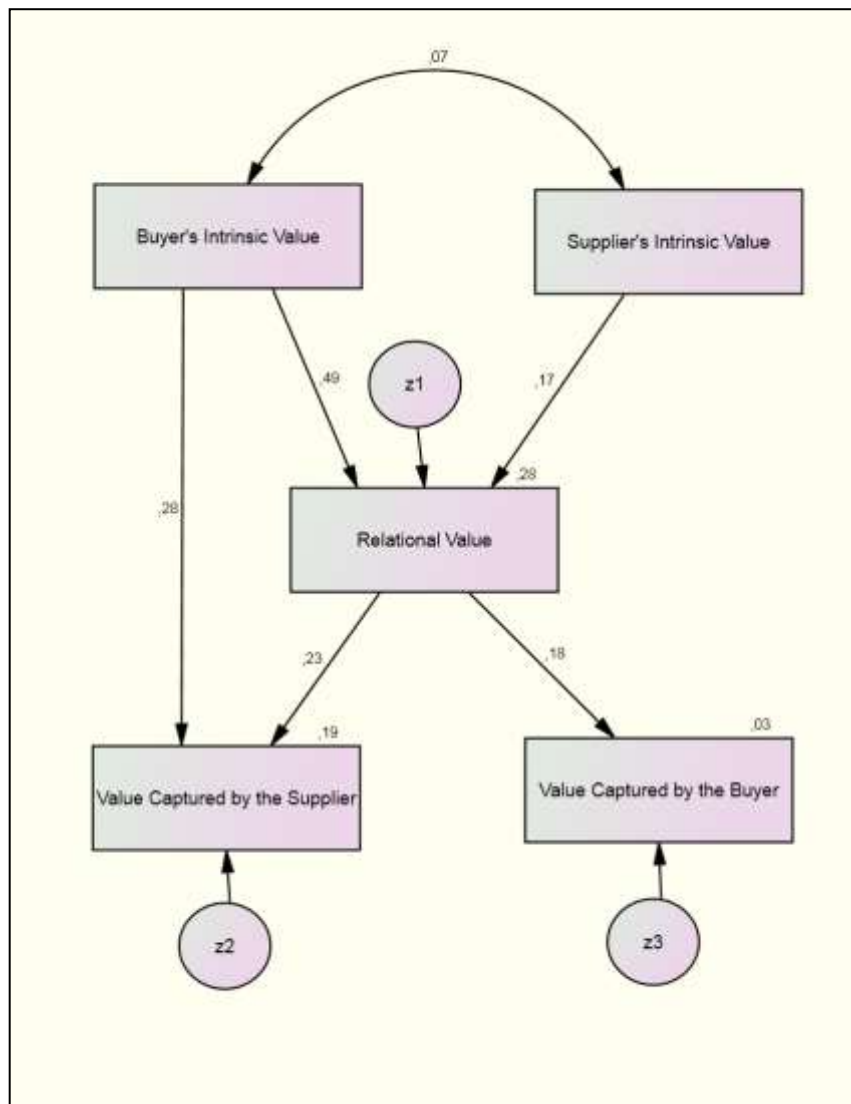 ,07
Buyer's Intrinsic Value
Supplier's Intrinsic Value
,49
z1
,17
,28
,28
Relational Value
,23
,18
,19
,03
Value Captured by the Supplier
Value Captured by the Buyer
z2
z3